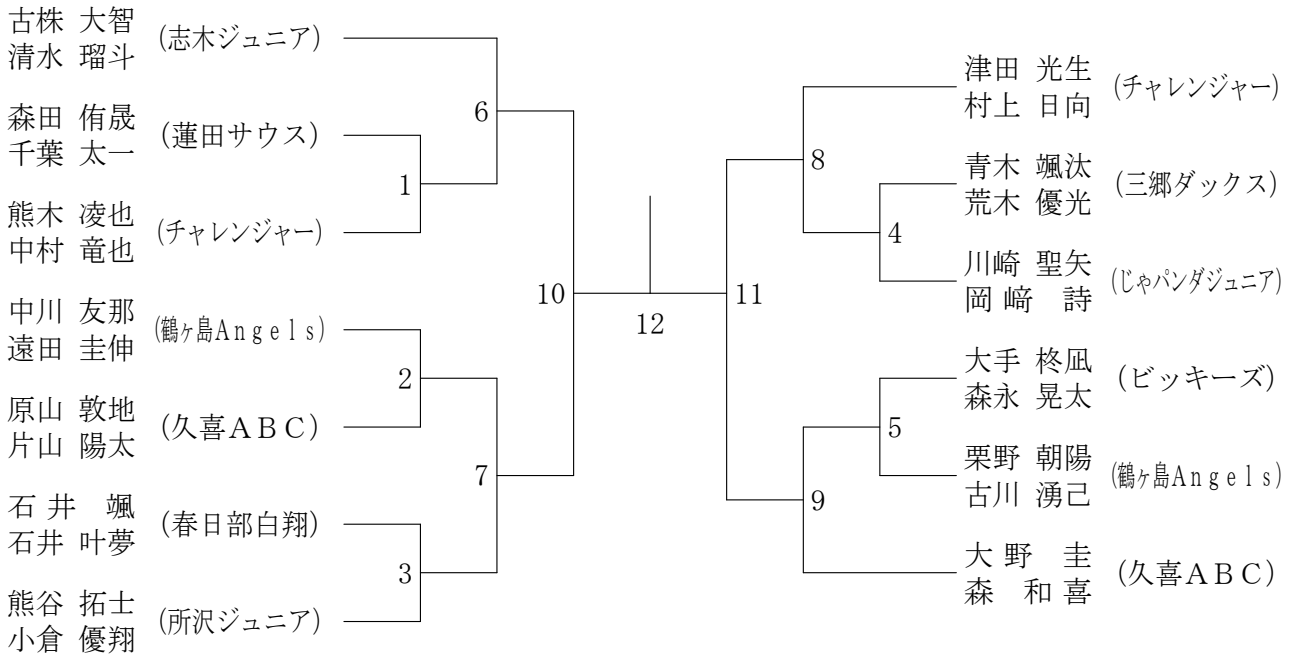 古株 大智
清水 瑠斗
(志木ジュニア)
森田 侑晟
千葉 太一
(蓮田サウス)
熊木 凌也
中村 竜也
(チャレンジャー)
中川 友那
遠田 圭伸
(鶴ヶ島Ａｎｇｅｌｓ)
原山 敦地
片山 陽太
(久喜ＡＢＣ)
石井 颯
石井 叶夢
(春日部白翔)
熊谷 拓士
小倉 優翔
(所沢ジュニア)
6
1
10
2
7
3
12
11
8
4
5
9
津田 光生
村上 日向
(チャレンジャー)
青木 颯汰
荒木 優光
(三郷ダックス)
川崎 聖矢
岡﨑 詩
(じゃパンダジュニア)
大手 柊凪
森永 晃太
(ビッキーズ)
栗野 朝陽
古川 湧己
(鶴ヶ島Ａｎｇｅｌｓ)
大野 圭
森 和喜
(久喜ＡＢＣ)